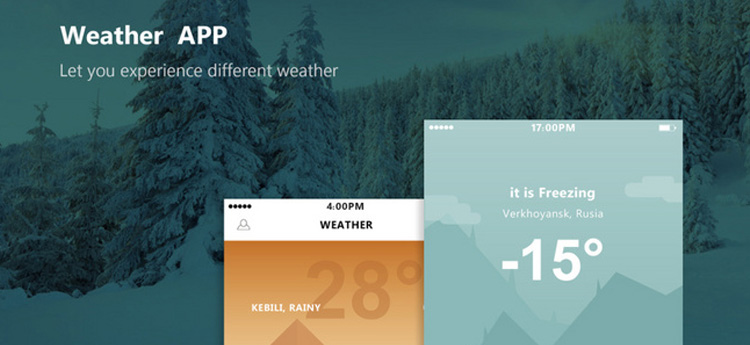 Weather APP
Let you experience different weather
17:00PM
it is Freezing
Verkhoyansk, Rusia
-15°
4:00PM
WEATHER
28°
KEBILI, RAINY